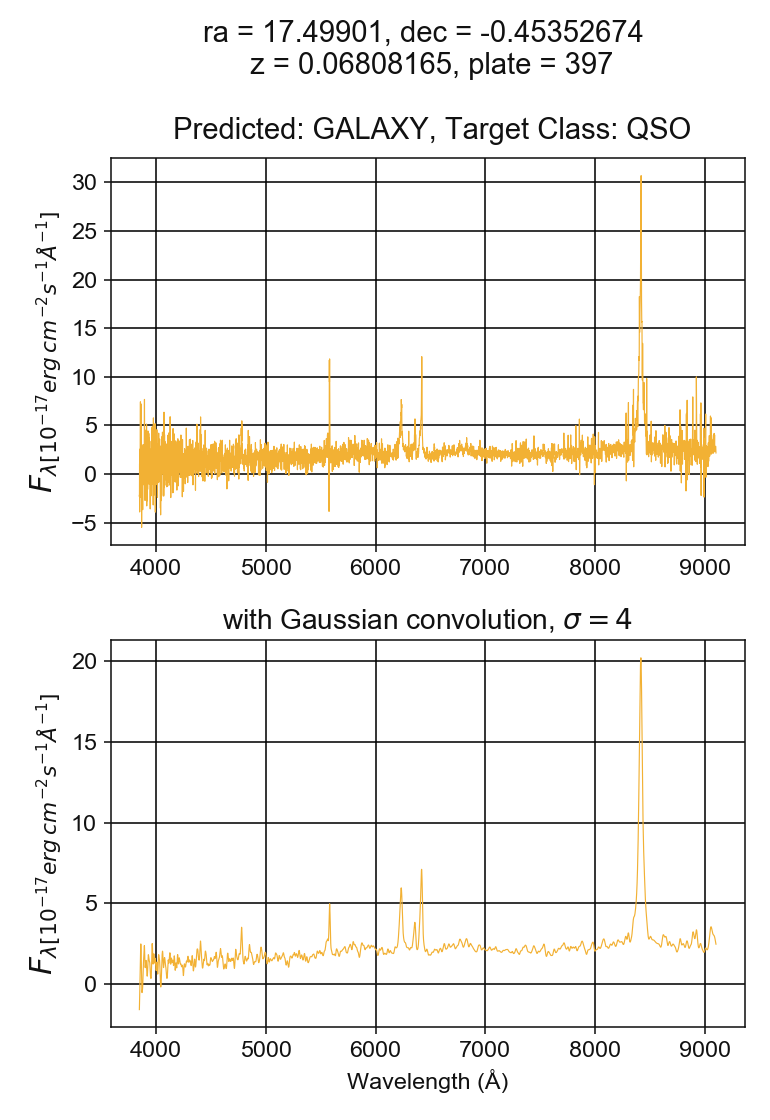 ra = 17.49901, dec = -0.45352674
z = 0.06808165, plate = 397
Predicted: GALAXY, Target Class: QSO
30
25
20
15
10
5
0
−5
F_λ[10⁻¹⁷erg cm⁻²s⁻¹Å⁻¹]
4000 5000 6000 7000 8000 9000
with Gaussian convolution, σ = 4
20
15
10
5
0
F_λ[10⁻¹⁷erg cm⁻²s⁻¹Å⁻¹]
4000 5000 6000 7000 8000 9000
Wavelength (Å)